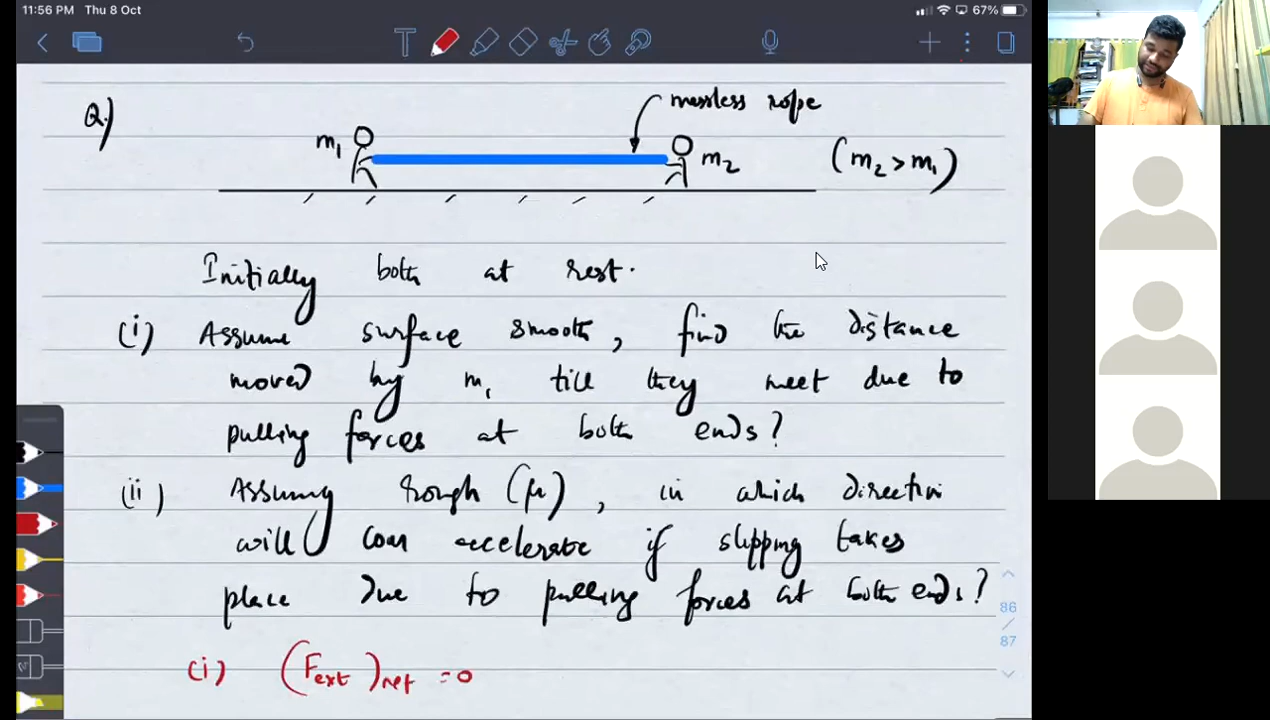 11:56 PM Thu 8 Oct
67%
Q.)
massless rope
m₁
m₂
(m₂ > m₁)
Initially both at rest.
(i) Assume surface smooth, find the distance
moved by m₁ till they meet due to
pulling forces at both ends?
(ii) Assuming rough (μ), in which direction
will com accelerate if slipping takes
place due to pulling forces at both ends?
86
/
87
(i) (Fext)net = 0